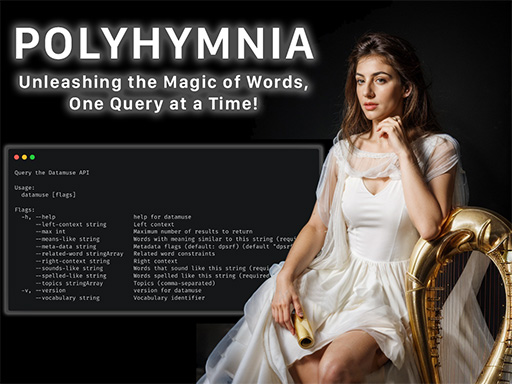 POLYHYMNIA
Unleashing the Magic of Words,
One Query at a Time!
Query the Datamuse API
Usage:
datamuse [flags]
Flags:
-h, --help help for datamuse
--left-context string Left context
--max int Maximum number of results to return
--means-like string Words with meaning similar to this string (requ
--meta-data string Metadata flags (default: dpsrf) (default "dpsr
--related-word stringArray Related word constraints
--right-context string Right context
--sounds-like string Words that sound like this string (requi
--spelled-like string Words spelled this string (required
--topics stringArray Topics (comma-separated)
-v, --version version for datamuse
--vocabulary string Vocabulary identifier